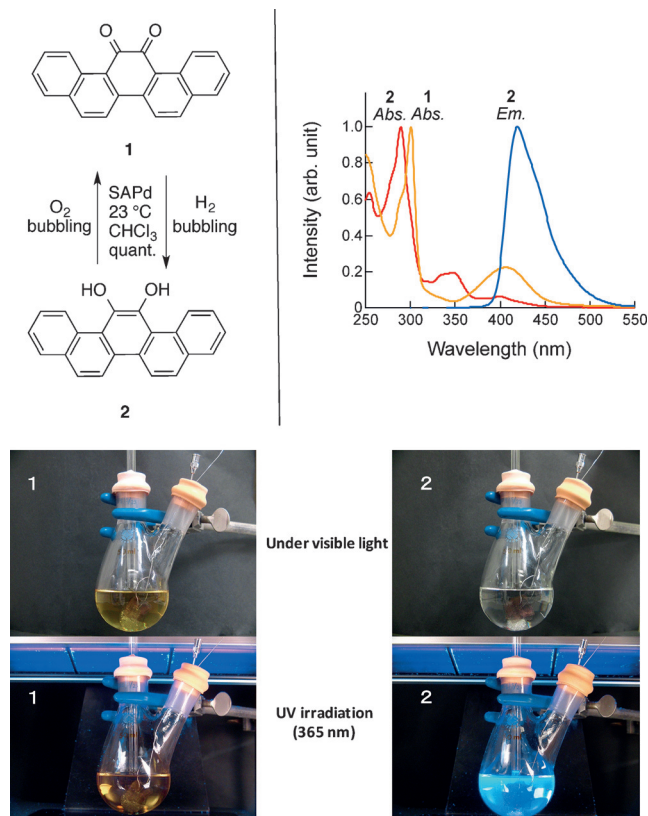 O O
1
O2
bubbling
SAPd
23 °C
CHCl3
quant.
H2
bubbling
HO OH
2
2 1 2
Abs. Abs. Em.
Intensity (arb. unit)
1.0
0.8
0.6
0.4
0.2
0
250 300 350 400 450 500 550
Wavelength (nm)
1
Under visible light
2
1
UV irradiation
(365 nm)
2